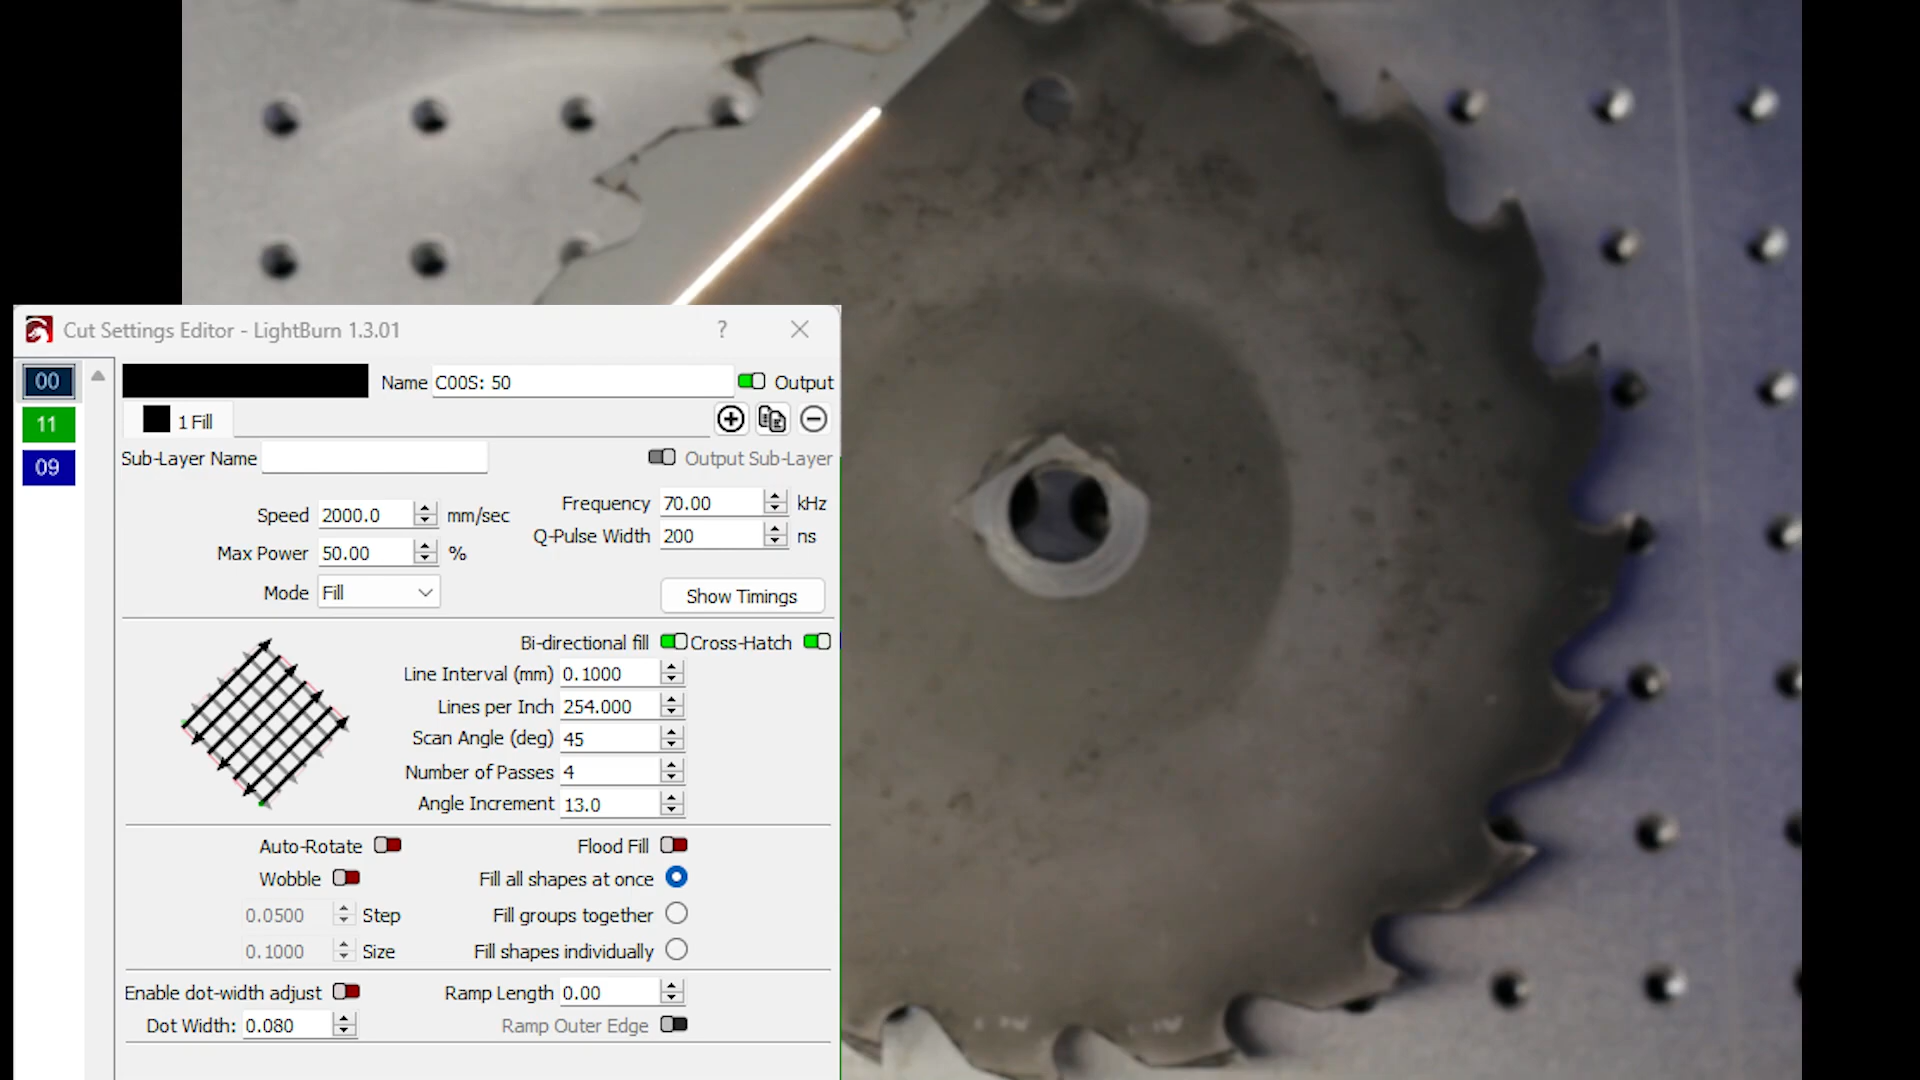 Cut Settings Editor - LightBurn 1.3.01 ?
00
11
09
Name C00S: 50 Output
1 Fill
Sub-Layer Name Output Sub-Layer
Speed 2000.0 mm/sec Frequency 70.00 kHz
Max Power 50.00 % Q-Pulse Width 200 ns
Mode Fill Show Timings
Bi-directional fill Cross-Hatch
Line Interval (mm) 0.1000
Lines per Inch 254.000
Scan Angle (deg) 45
Number of Passes 4
Angle Increment 13.0
Auto-Rotate Flood Fill
Wobble Fill all shapes at once
0.0500 Step Fill groups together
0.1000 Size Fill shapes individually
Enable dot-width adjust Ramp Length 0.00
Dot Width: 0.080 Ramp Outer Edge